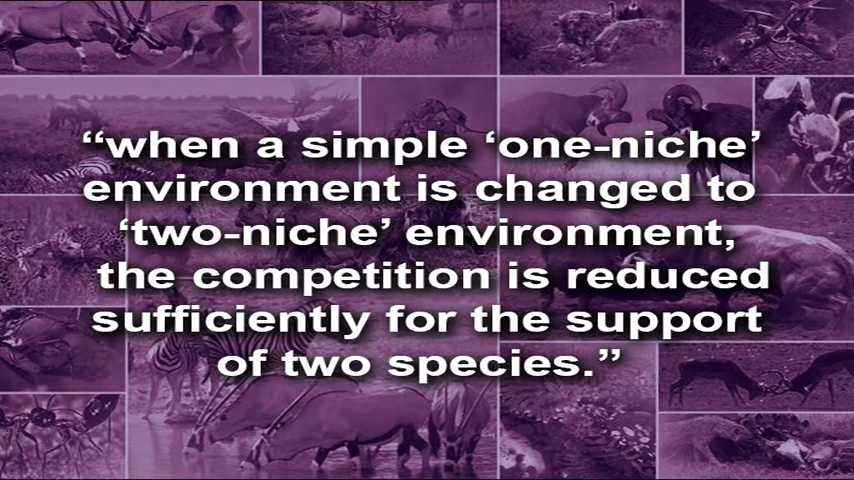 “when a simple ‘one-niche’
environment is changed to
‘two-niche’ environment,
the competition is reduced
sufficiently for the support
of two species.”